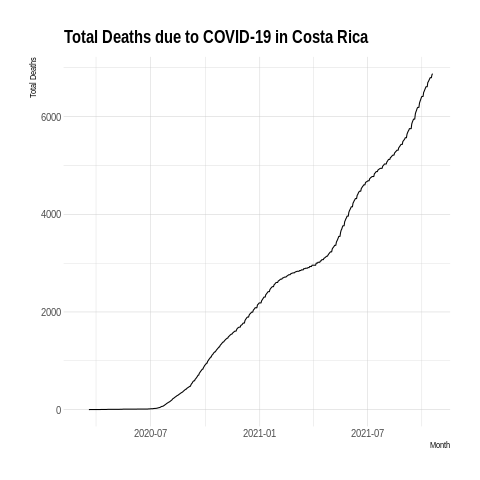 Total Deaths due to COVID-19 in Costa Rica
Total Deaths
6000
4000
2000
0
2020-07
2021-01
2021-07
Month